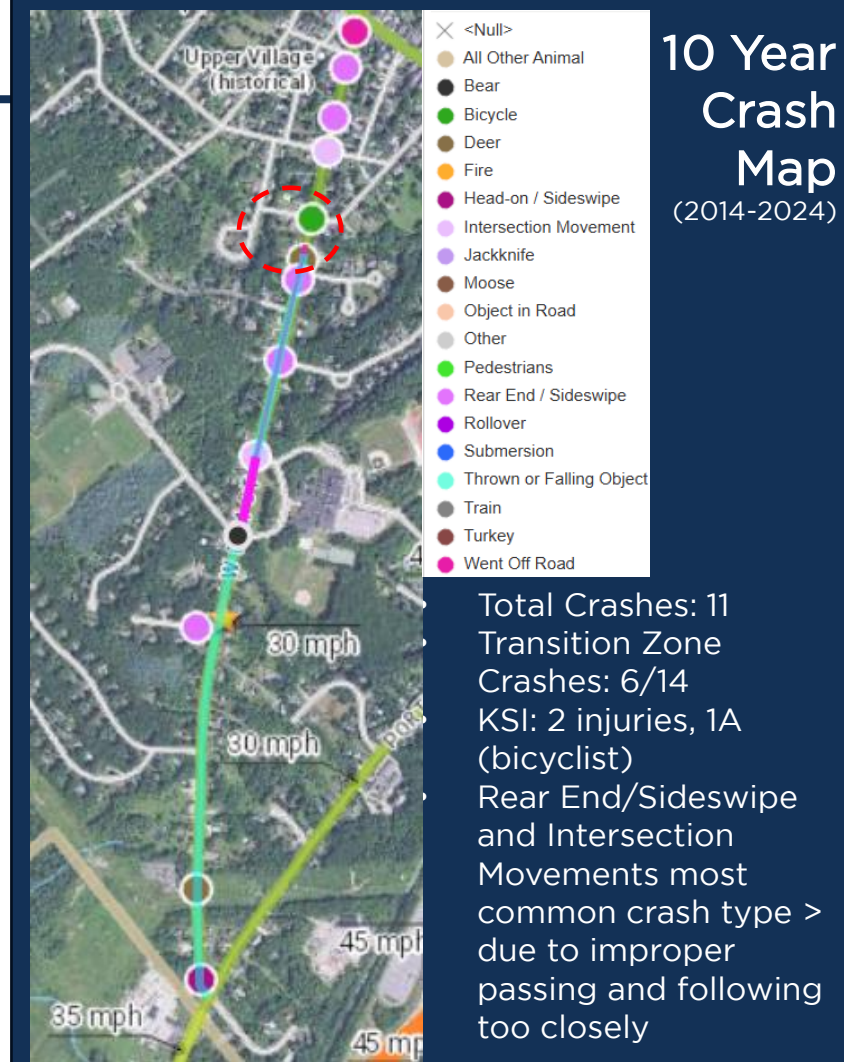 Upper Village
(historical)
30 mph
30 mph
45 mph
35 mph
<Null>
All Other Animal
Bear
Bicycle
Deer
Fire
Head-on / Sideswipe
Intersection Movement
Jackknife
Moose
Object in Road
Other
Pedestrians
Rear End / Sideswipe
Rollover
Submersion
Thrown or Falling Object
Train
Turkey
Went Off Road
10 Year
Crash
Map
(2014-2024)
• Total Crashes: 11
• Transition Zone
Crashes: 6/14
• KSI: 2 injuries, 1A
(bicyclist)
• Rear End/Sideswipe
and Intersection
Movements most
common crash type >
due to improper
passing and following
too closely